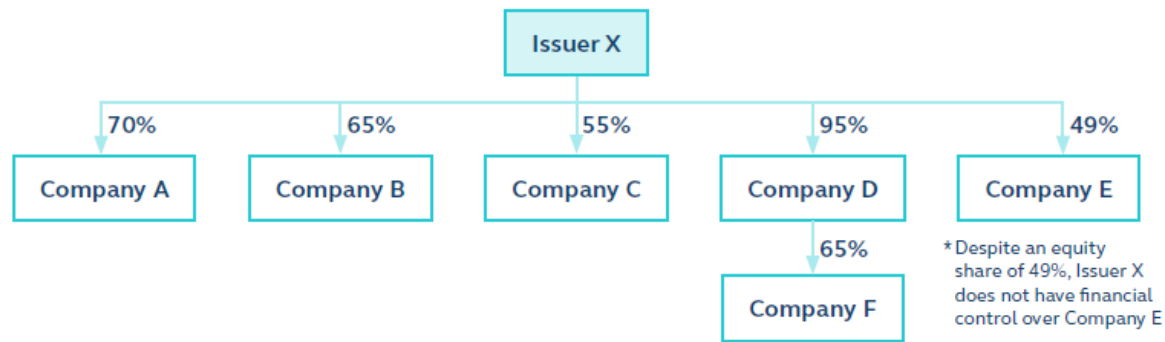 Issuer X
70%
65%
55%
95%
49%
Company A
Company B
Company C
Company D
Company E
65%
*Despite an equity
share of 49%, Issuer X
does not have financial
control over Company E
Company F